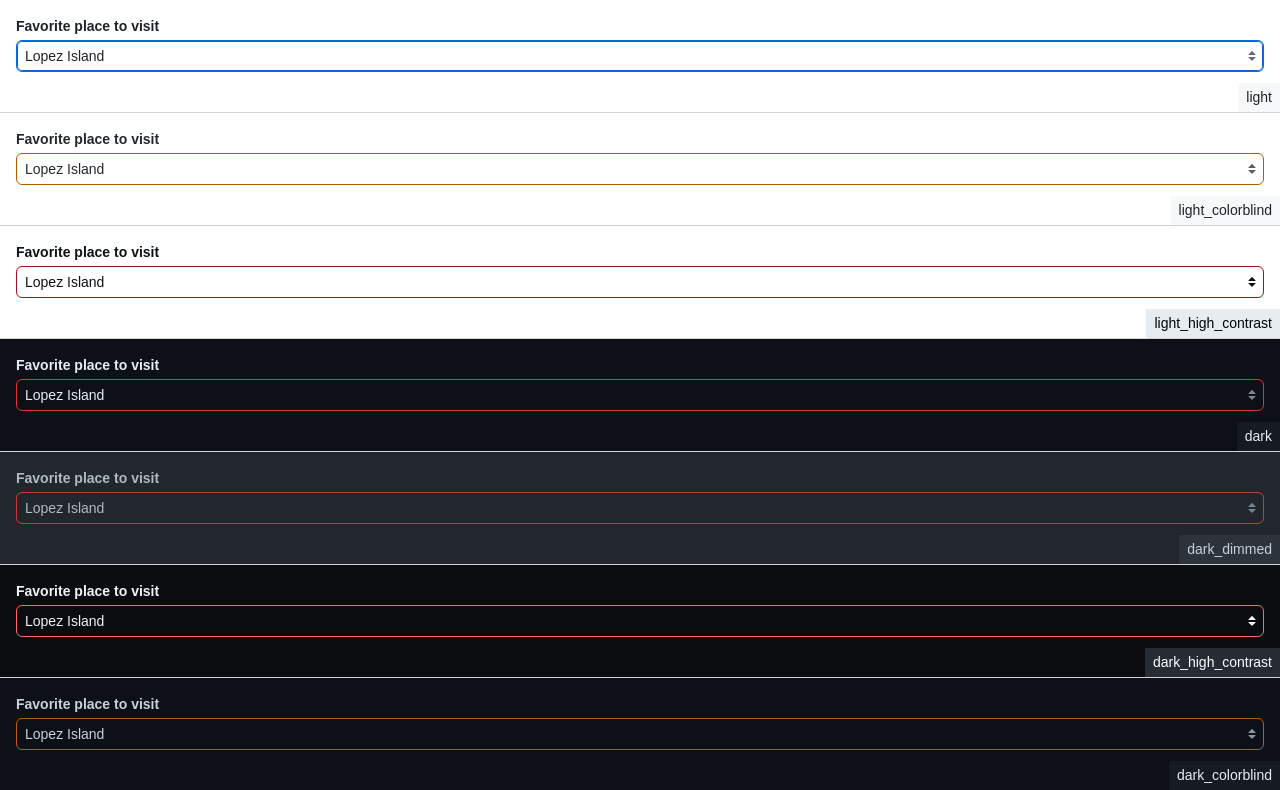 Favorite place to visit
Lopez Island
light
Favorite place to visit
Lopez Island
light_colorblind
Favorite place to visit
Lopez Island
light_high_contrast
Favorite place to visit
Lopez Island
dark
Favorite place to visit
Lopez Island
dark_dimmed
Favorite place to visit
Lopez Island
dark_high_contrast
Favorite place to visit
Lopez Island
dark_colorblind